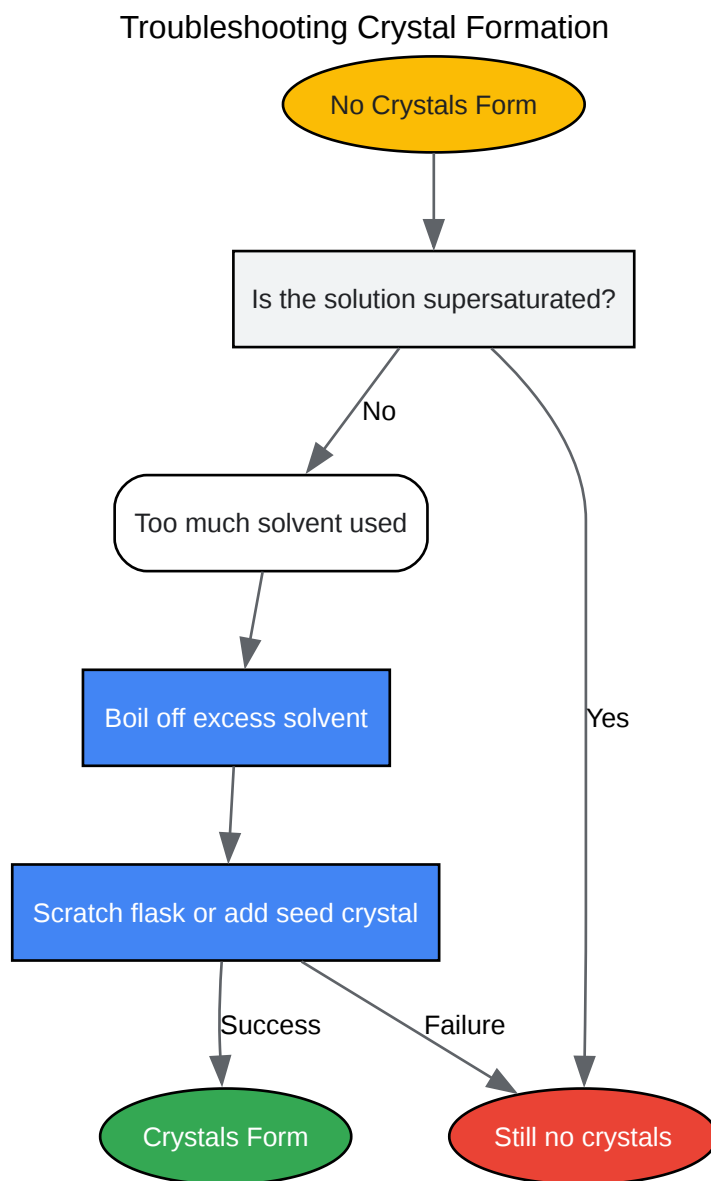 Troubleshooting Crystal Formation
No Crystals Form
Is the solution supersaturated?
No
Too much solvent used
Boil off excess solvent
Yes
Scratch flask or add seed crystal
Success
Failure
Crystals Form
Still no crystals